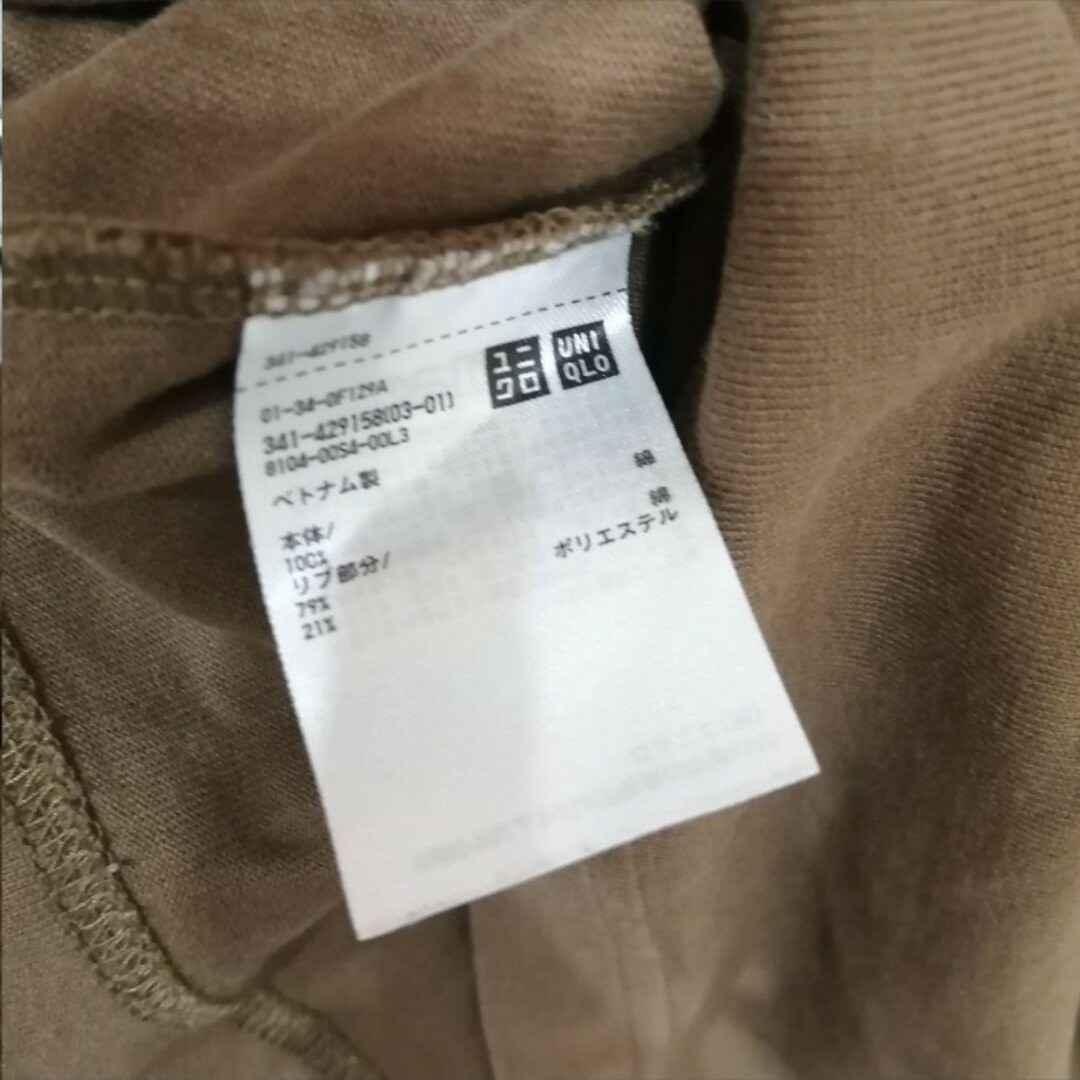 341-429158
ユニクロ
UNIQLO
01-34-0F129A
341-429158(03-01)
8104-00S4-00L3
ベトナム製
本体/
100% 綿
リブ部分/
79% 綿
21% ポリエステル